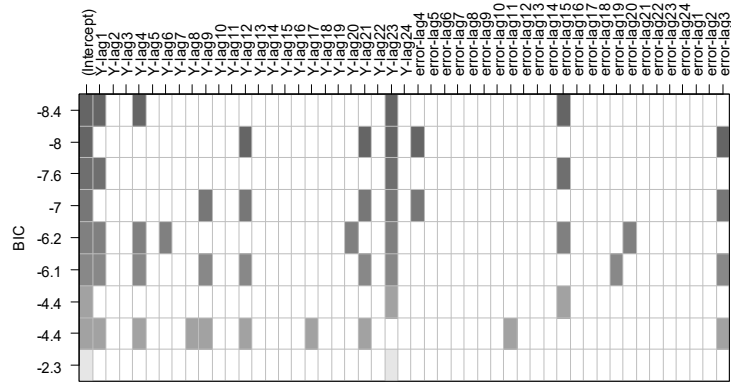 (Intercept)
Y-lag1
Y-lag2
Y-lag3
Y-lag4
Y-lag5
Y-lag6
Y-lag7
Y-lag8
Y-lag9
Y-lag10
Y-lag11
Y-lag12
Y-lag13
Y-lag14
Y-lag15
Y-lag16
Y-lag17
Y-lag18
Y-lag19
Y-lag20
Y-lag21
Y-lag22
Y-lag23
Y-lag24
error-lag4
error-lag5
error-lag6
error-lag7
error-lag8
error-lag9
error-lag10
error-lag11
error-lag12
error-lag13
error-lag14
error-lag15
error-lag16
error-lag17
error-lag18
error-lag19
error-lag20
error-lag21
error-lag22
error-lag23
error-lag24
error-lag1
error-lag2
error-lag3
BIC
-8.4
-8
-7.6
-7
-6.2
-6.1
-4.4
-4.4
-2.3